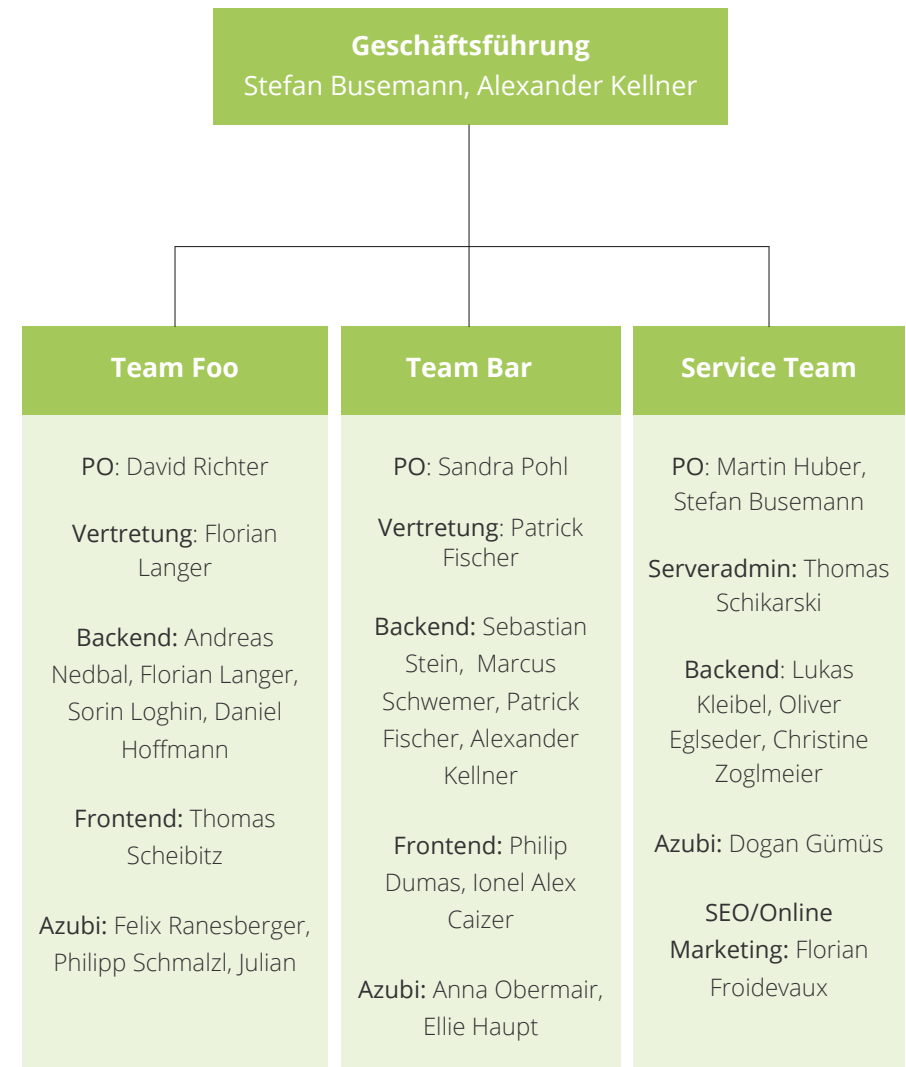 Geschäftsführung
Stefan Busemann, Alexander Kellner
Team Foo
PO: David Richter
Vertretung: Florian
Langer
Backend: Andreas
Nedbal, Florian Langer,
Sorin Loghin, Daniel
Hoffmann
Frontend: Thomas
Scheibitz
Azubi: Felix Ranesberger,
Philipp Schmalzl, Julian
Team Bar
PO: Sandra Pohl
Vertretung: Patrick
Fischer
Backend: Sebastian
Stein, Marcus
Schwemer, Patrick
Fischer, Alexander
Kellner
Frontend: Philip
Dumas, Ionel Alex
Caizer
Azubi: Anna Obermair,
Ellie Haupt
Service Team
PO: Martin Huber,
Stefan Busemann
Serveradmin: Thomas
Schikarski
Backend: Lukas
Kleibel, Oliver
Eglseder, Christine
Zoglmeier
Azubi: Dogan Gümüs
SEO/Online
Marketing: Florian
Froidevaux